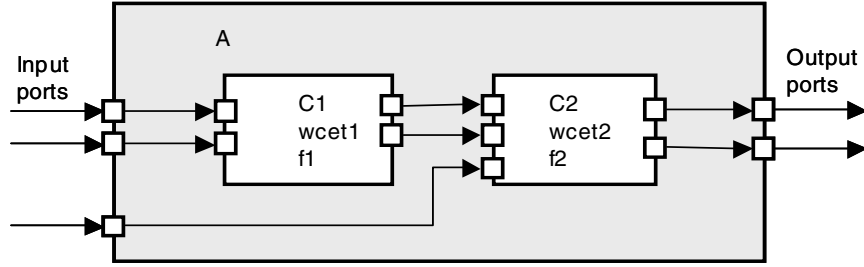 A
Input
ports
Output
ports
C1
wcet1
f1
C2
wcet2
f2